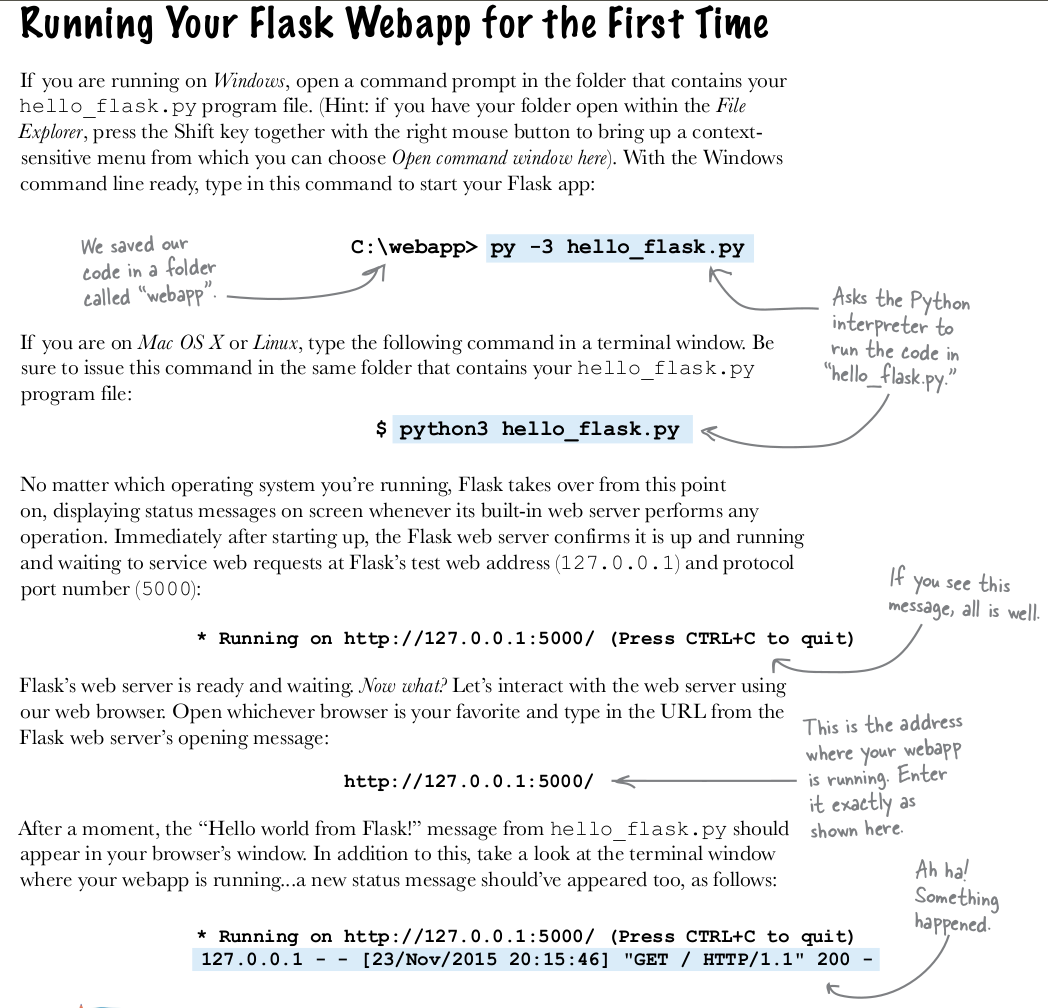 Running Your Flask Webapp for the First Time
If you are running on Windows, open a command prompt in the folder that contains your
hello_flask.py program file. (Hint: if you have your folder open within the File
Explorer, press the Shift key together with the right mouse button to bring up a context-
sensitive menu from which you can choose Open command window here). With the Windows
command line ready, type in this command to start your Flask app:
We saved our
code in a folder
called “webapp”.
C:\webapp> py -3 hello_flask.py
Asks the Python
interpreter to
run the code in
“hello_flask.py.”
If you are on Mac OS X or Linux, type the following command in a terminal window. Be
sure to issue this command in the same folder that contains your hello_flask.py
program file:
$ python3 hello_flask.py
No matter which operating system you’re running, Flask takes over from this point
on, displaying status messages on screen whenever its built-in web server performs any
operation. Immediately after starting up, the Flask web server confirms it is up and running
and waiting to service web requests at Flask’s test web address (127.0.0.1) and protocol
port number (5000):
If you see this
message, all is well.
* Running on http://127.0.0.1:5000/ (Press CTRL+C to quit)
Flask’s web server is ready and waiting. Now what? Let’s interact with the web server using
our web browser. Open whichever browser is your favorite and type in the URL from the
Flask web server’s opening message:
http://127.0.0.1:5000/
This is the address
where your webapp
is running. Enter
it exactly as
shown here.
After a moment, the “Hello world from Flask!” message from hello_flask.py should
appear in your browser’s window. In addition to this, take a look at the terminal window
where your webapp is running...a new status message should’ve appeared too, as follows:
Ah ha!
Something
happened.
* Running on http://127.0.0.1:5000/ (Press CTRL+C to quit)
127.0.0.1 - - [23/Nov/2015 20:15:46] "GET / HTTP/1.1" 200 -